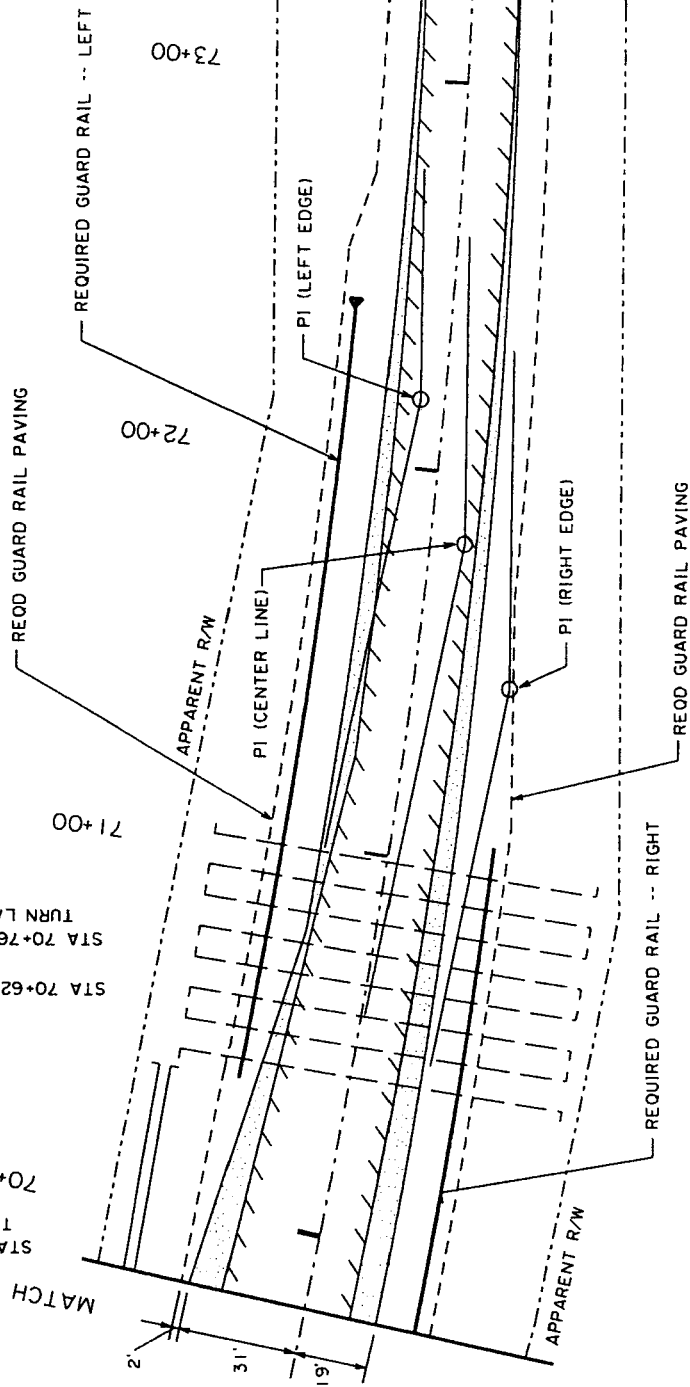 73+00
REQUIRED GUARD RAIL -- LEFT
PI (LEFT EDGE)
72+00
REQD GUARD RAIL PAVING
PI (CENTER LINE)
APPARENT R/W
PI (RIGHT EDGE)
REQD GUARD RAIL PAVING
71+00
TURN
STA 70+76
STA 70+62
REQUIRED GUARD RAIL -- RIGHT
70+
STA
MATCH
2'
31'
19'
APPARENT R/W